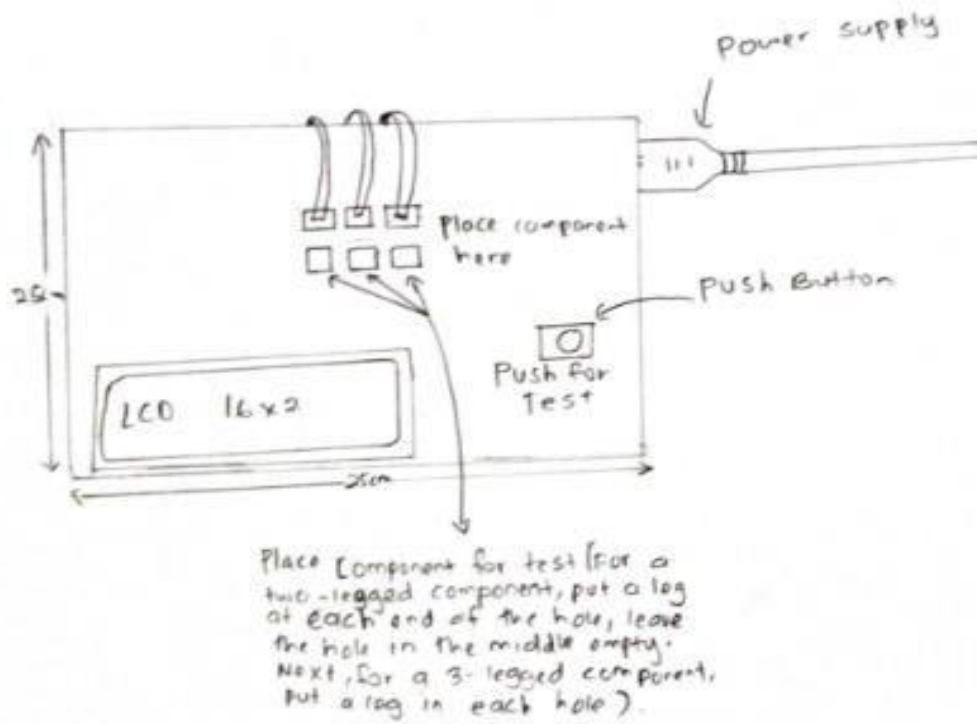 Power supply
Place component
here
25
Push Button
Push for
Test
LCD 16x2
25cm
Place Component for test (For a
two-legged component, put a leg
at each end of the hole, leave
the hole in the middle empty.
Next, for a 3-legged component,
put a leg in each hole).